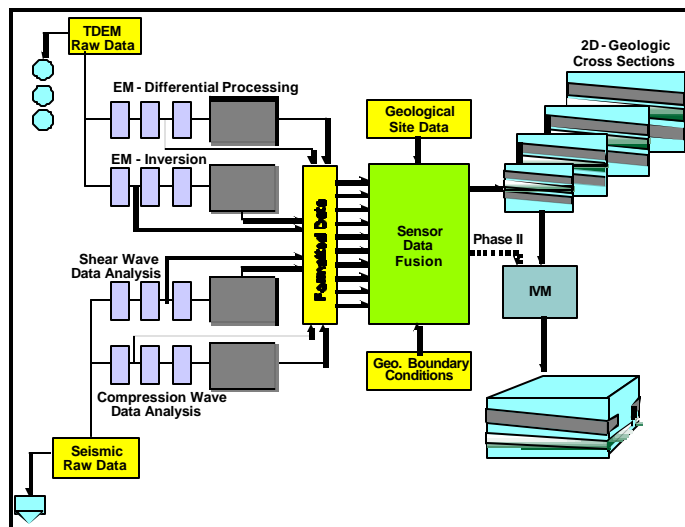 TDEM
Raw Data
2D - Geologic
Cross Sections
EM - Differential Processing
Geological
Site Data
EM - Inversion
Formatted Data
Sensor
Data
Fusion
Phase II
Shear Wave
Data Analysis
IVM
Geo. Boundary
Conditions
Compression Wave
Data Analysis
Seismic
Raw Data